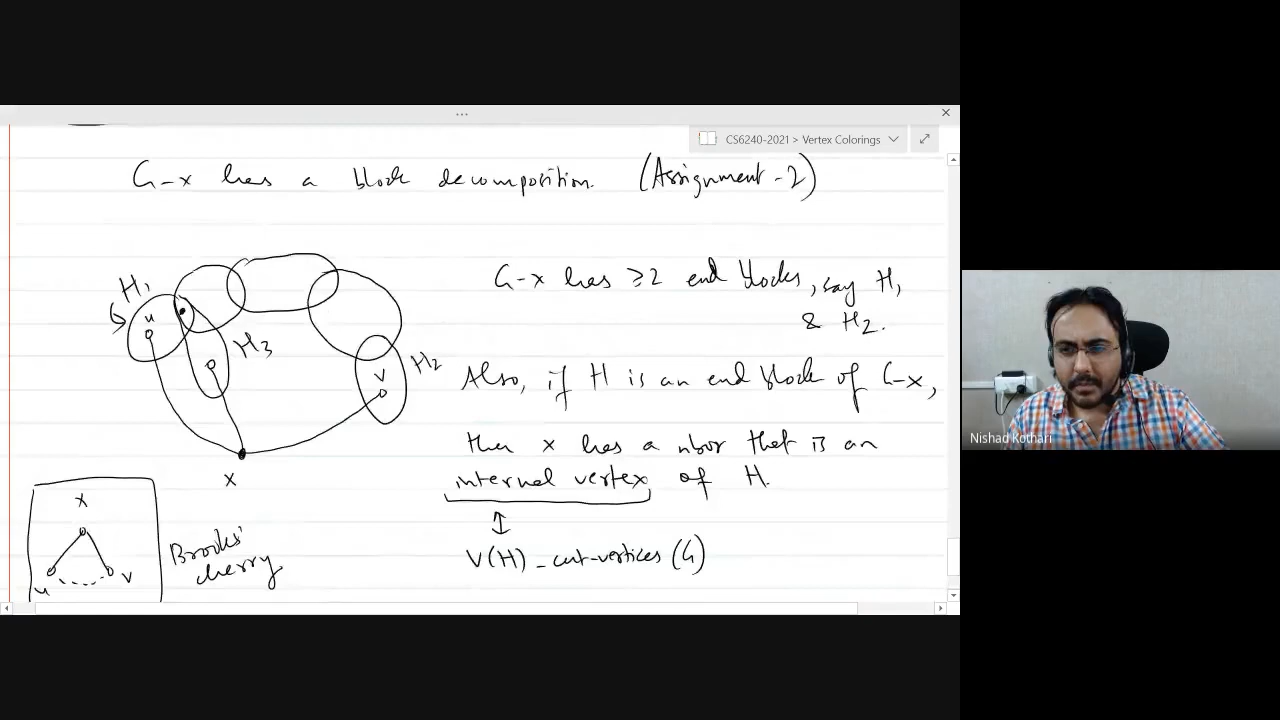 CS6240-2021 > Vertex Colorings
G-x has a block decomposition. (Assignment-2)
G-x has ≥2 end blocks, say H1
& H2.
H1
u
H3
H2
v
Also, if H is an end block of G-x,
then x has a nbor that is an
internal vertex of H.
x
↕
V(H) - cut-vertices (G)
x
u
v
Brooks'
cherry
Nishad Kothari